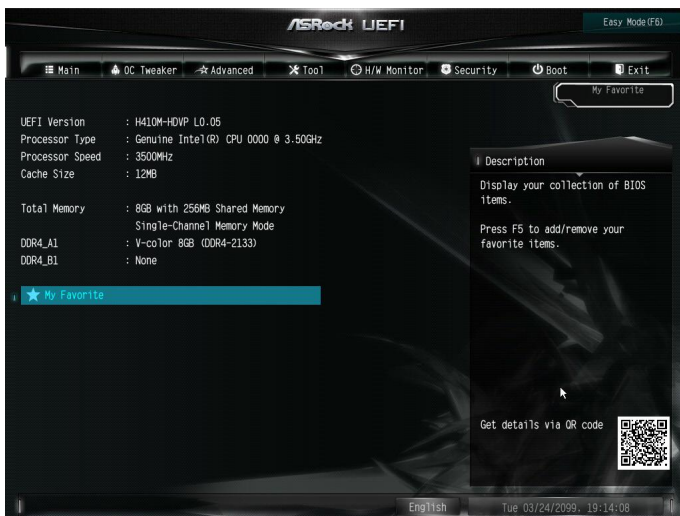 ASRock UEFI
Easy Mode(F6)
Main OC Tweaker Advanced Tool H/W Monitor Security Boot Exit
My Favorite
UEFI Version : H410M-HDVP L0.05
Processor Type : Genuine Intel(R) CPU 0000 @ 3.50GHz
Processor Speed : 3500MHz
Cache Size : 12MB
Total Memory : 8GB with 256MB Shared Memory
Single-Channel Memory Mode
DDR4_A1 : V-color 8GB (DDR4-2133)
DDR4_B1 : None
My Favorite
Description
Display your collection of BIOS
items.
Press F5 to add/remove your
favorite items.
Get details via QR code
English
Tue 03/24/2099, 19:14:08